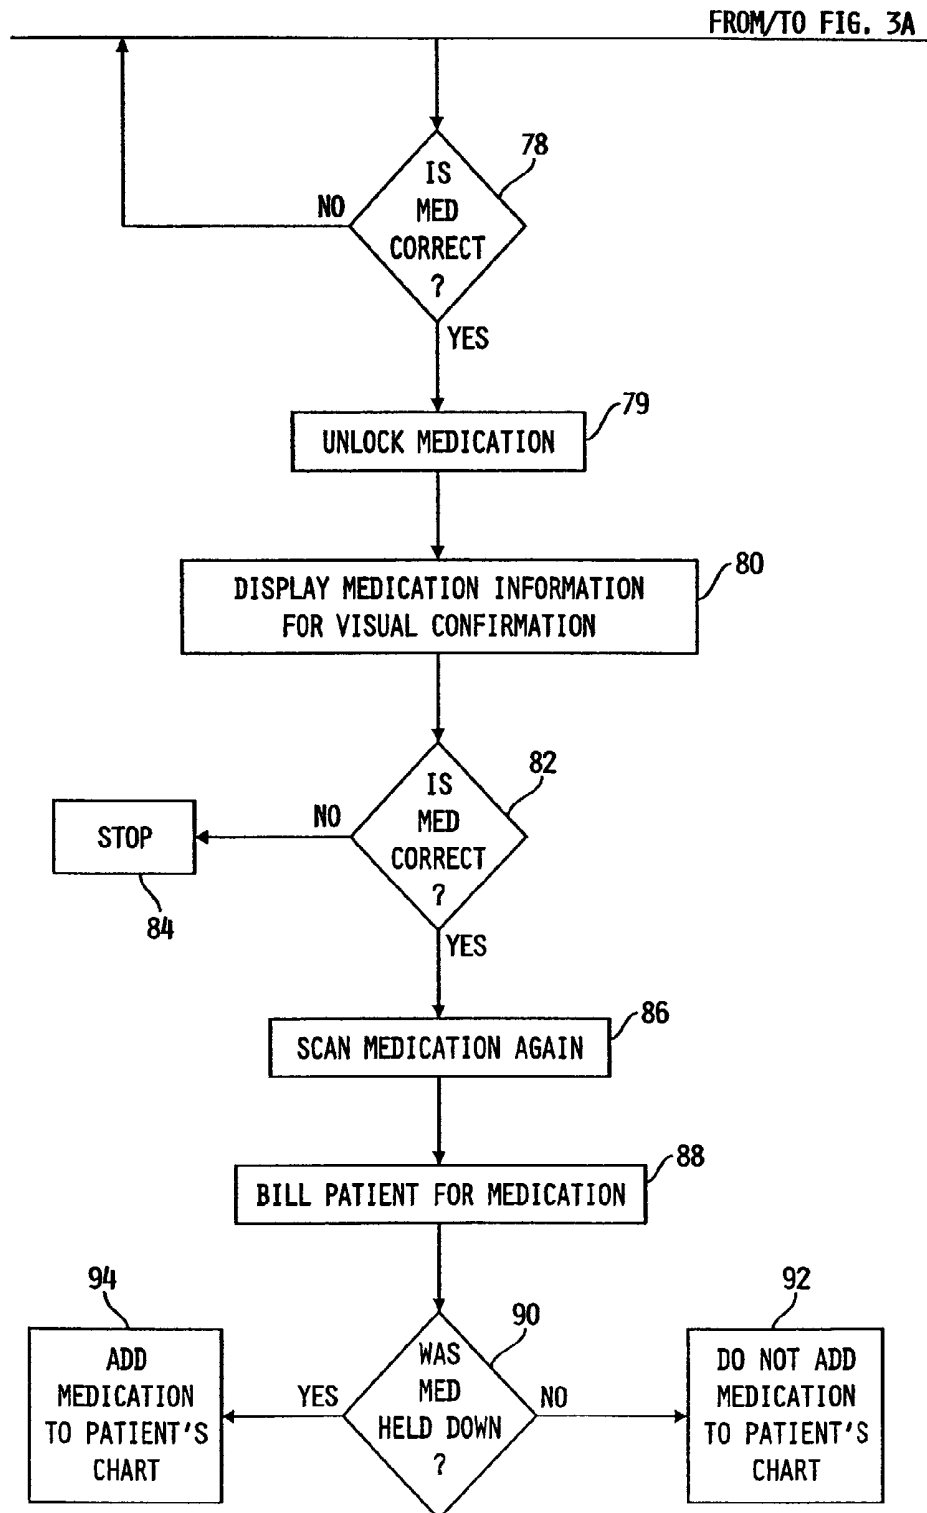 FROM/TO FIG. 3A
78
IS
MED
CORRECT
?
NO
YES
79
UNLOCK MEDICATION
80
DISPLAY MEDICATION INFORMATION
FOR VISUAL CONFIRMATION
82
IS
MED
CORRECT
?
NO
STOP
84
YES
86
SCAN MEDICATION AGAIN
88
BILL PATIENT FOR MEDICATION
94
ADD
MEDICATION
TO PATIENT'S
CHART
YES
90
WAS
MED
HELD DOWN
?
NO
92
DO NOT ADD
MEDICATION
TO PATIENT'S
CHART